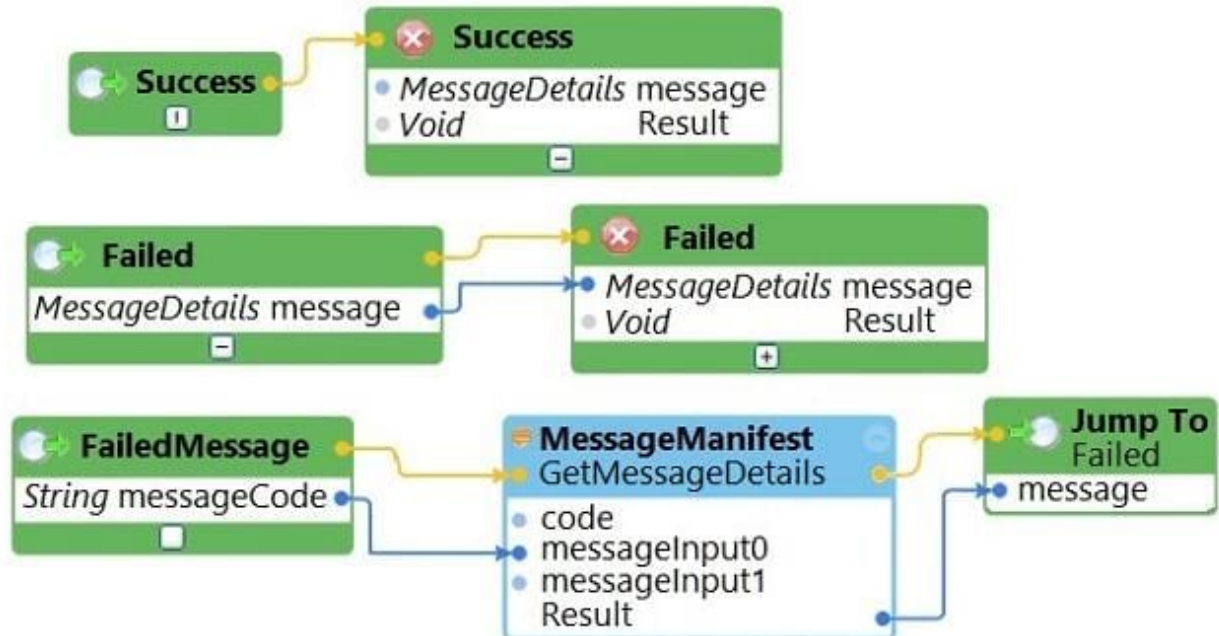 Success
Success
MessageDetails message
Void Result
Failed
MessageDetails message
Failed
MessageDetails message
Void Result
FailedMessage
String messageCode
MessageManifest
GetMessageDetails
code
messageInput0
messageInput1
Result
Jump To
Failed
message